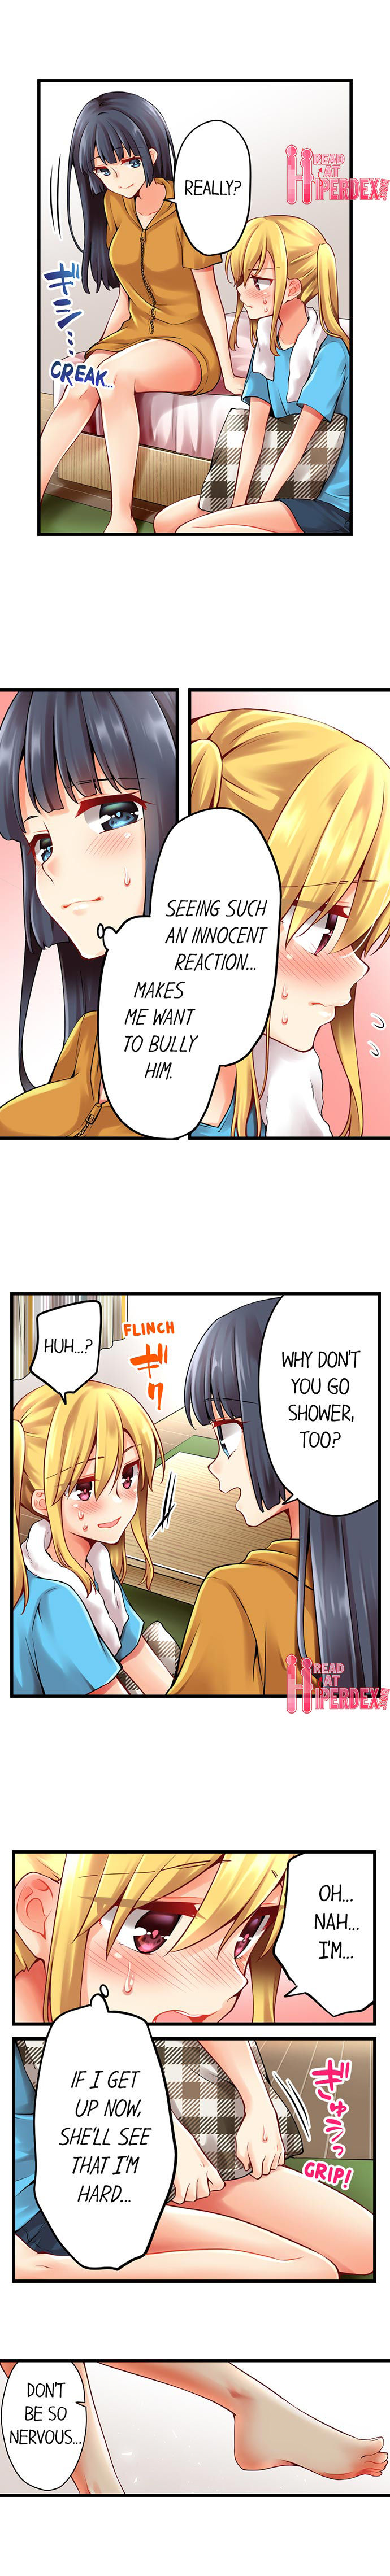 REALLY?
READ
AT
HIPERDEX
ギシ…
CREAK...
SEEING SUCH
AN INNOCENT
REACTION...
MAKES
ME WANT
TO BULLY
HIM.
HUH...?
FLINCH
ギク
WHY DON'T
YOU GO
SHOWER,
TOO?
READ
AT
HIPERDEX
OH...
NAH...
I'M...
IF I GET
UP NOW,
SHE'LL SEE
THAT I'M
HARD...
ぎゅうっ
GRIP!
DON'T
BE SO
NERVOUS...